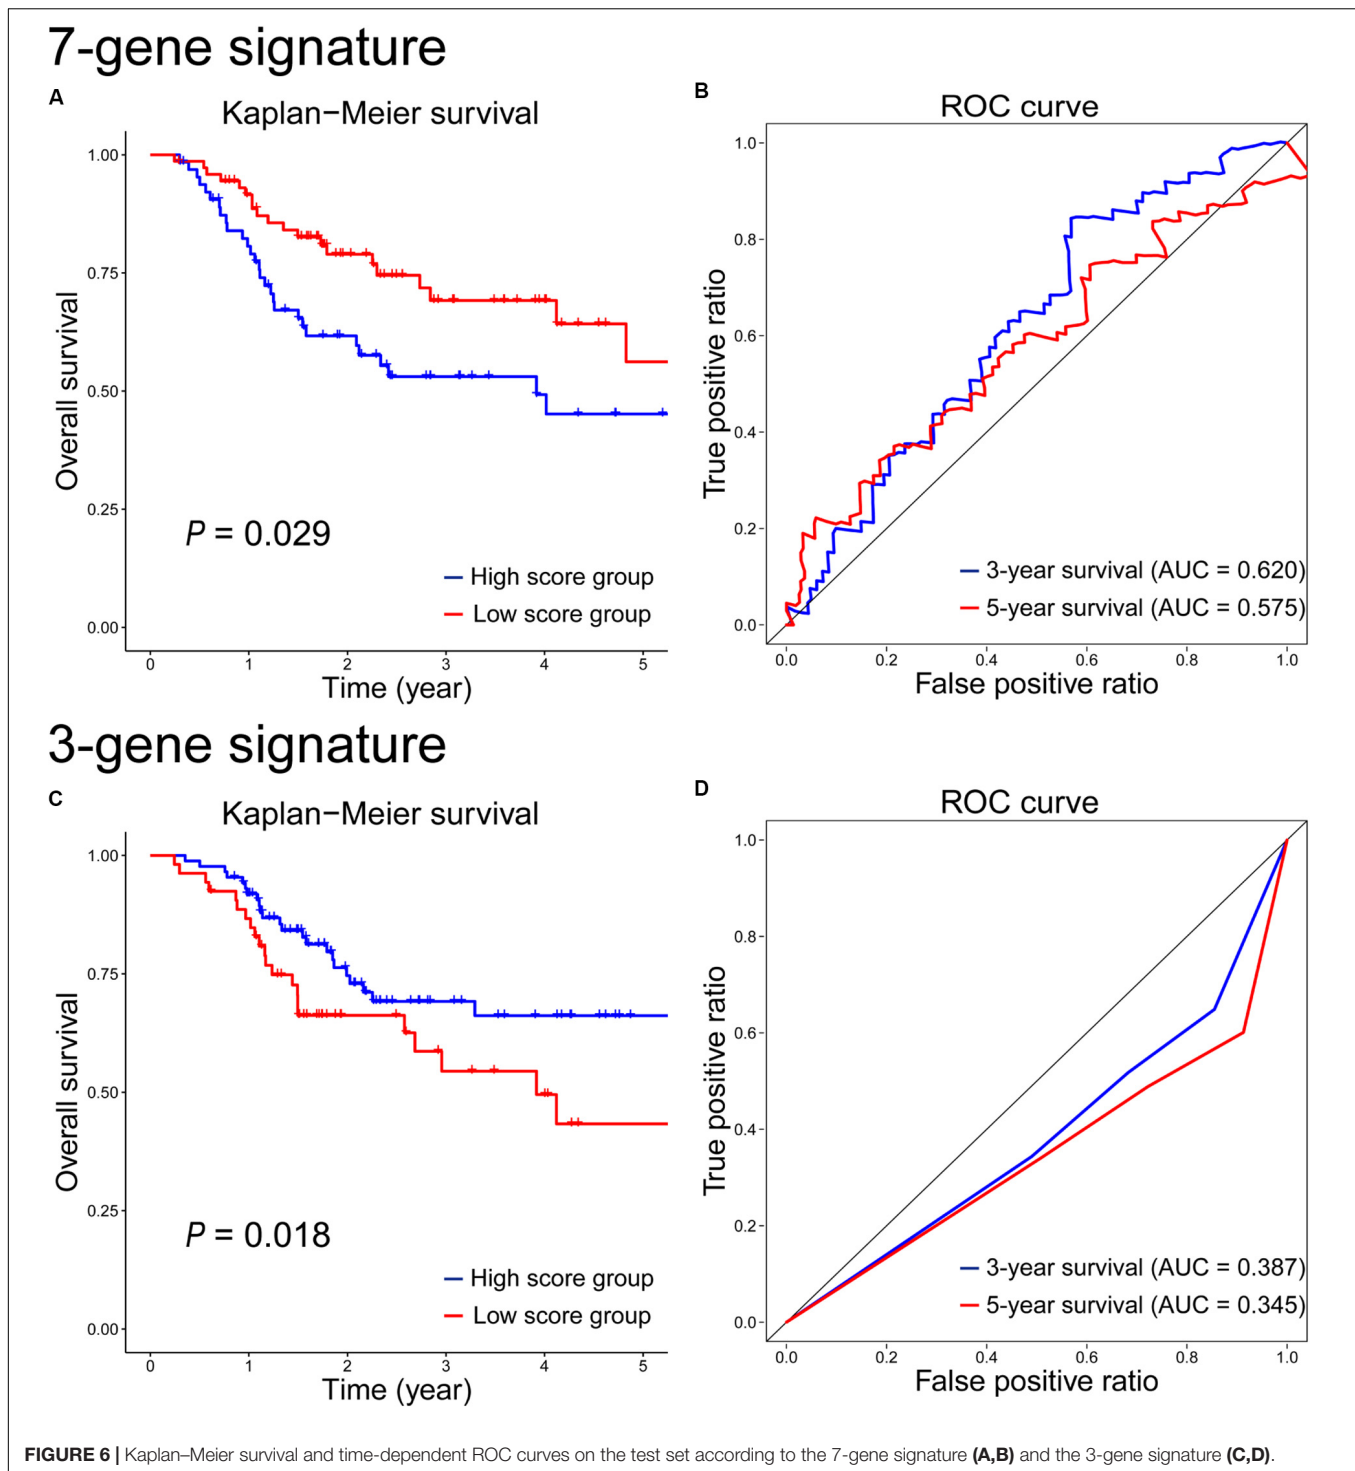 7-gene signature
A
Kaplan−Meier survival
1.00
0.75
0.50
0.25
0.00
Overall survival
P = 0.029
High score group
Low score group
0 1 2 3 4 5
Time (year)
B
ROC curve
1.0
0.8
0.6
0.4
0.2
0.0
True positive ratio
3-year survival (AUC = 0.620)
5-year survival (AUC = 0.575)
0.0 0.2 0.4 0.6 0.8 1.0
False positive ratio
3-gene signature
C
Kaplan−Meier survival
1.00
0.75
0.50
0.25
0.00
Overall survival
P = 0.018
High score group
Low score group
0 1 2 3 4 5
Time (year)
D
ROC curve
1.0
0.8
0.6
0.4
0.2
0.0
True positive ratio
3-year survival (AUC = 0.387)
5-year survival (AUC = 0.345)
0.0 0.2 0.4 0.6 0.8 1.0
False positive ratio
FIGURE 6 | Kaplan–Meier survival and time-dependent ROC curves on the test set according to the 7-gene signature (A,B) and the 3-gene signature (C,D).